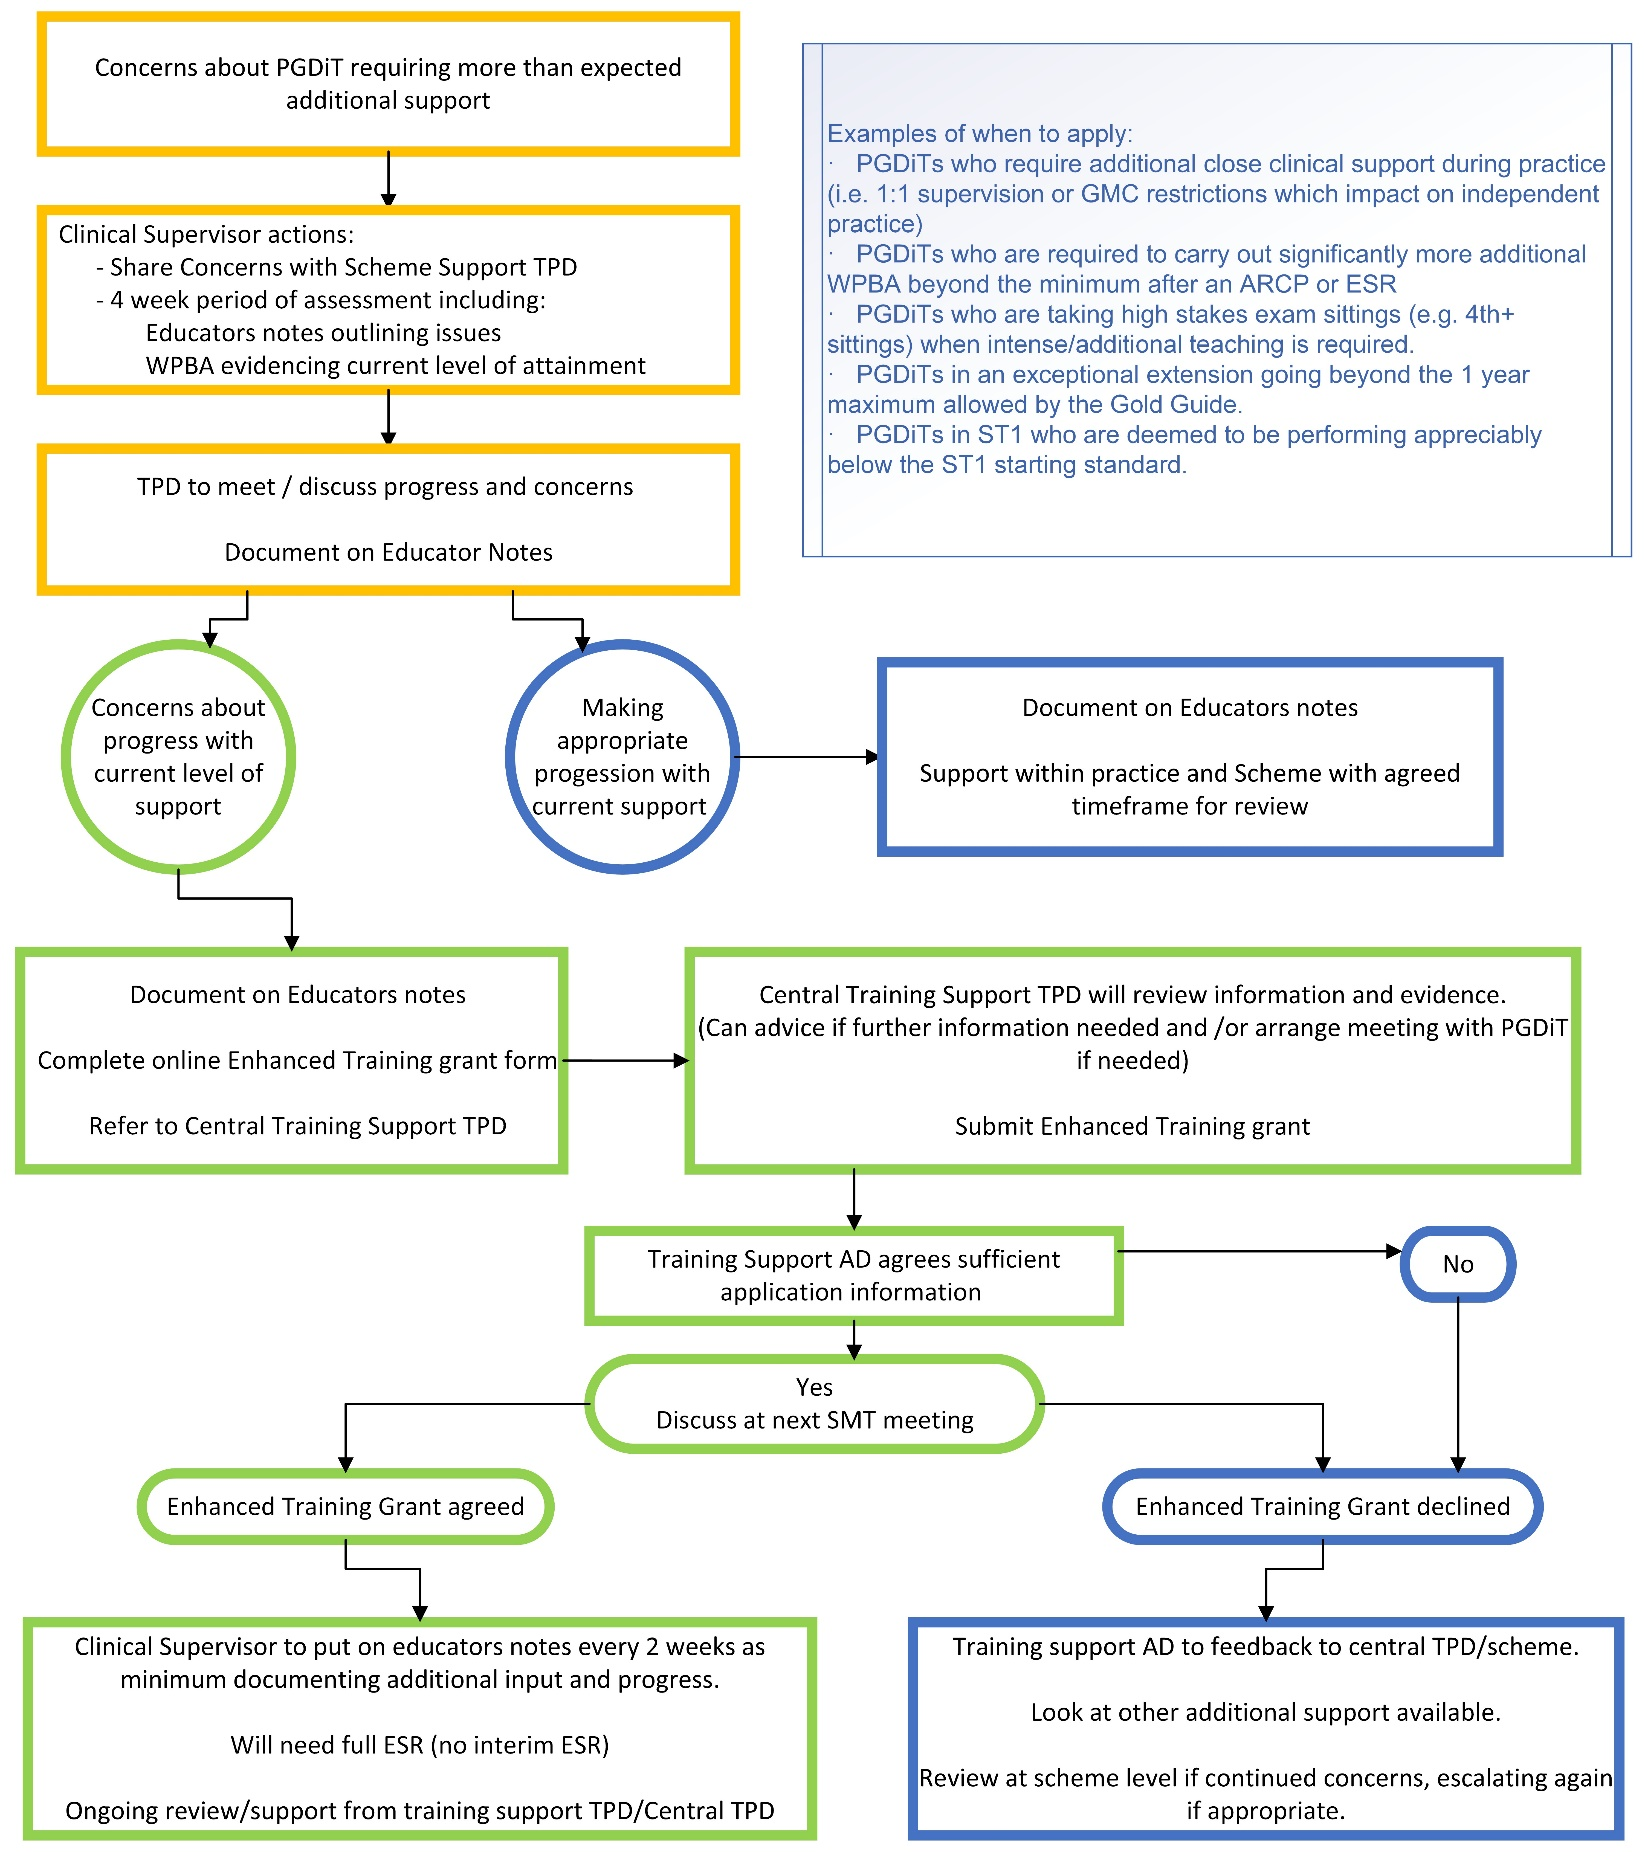 Concerns about PGDiT requiring more than expected
additional support
Examples of when to apply:
· PGDiTs who require additional close clinical support during practice
(i.e. 1:1 supervision or GMC restrictions which impact on independent
practice)
· PGDiTs who are required to carry out significantly more additional
WPBA beyond the minimum after an ARCP or ESR
· PGDiTs who are taking high stakes exam sittings (e.g. 4th+
sittings) when intense/additional teaching is required.
· PGDiTs in an exceptional extension going beyond the 1 year
maximum allowed by the Gold Guide.
· PGDiTs in ST1 who are deemed to be performing appreciably
below the ST1 starting standard.
Clinical Supervisor actions:
- Share Concerns with Scheme Support TPD
- 4 week period of assessment including:
Educators notes outlining issues
WPBA evidencing current level of attainment
TPD to meet / discuss progress and concerns
Document on Educator Notes
Concerns about
progress with
current level of
support
Making
appropriate
progession with
current support
Document on Educators notes
Support within practice and Scheme with agreed
timeframe for review
Document on Educators notes
Complete online Enhanced Training grant form
Refer to Central Training Support TPD
Central Training Support TPD will review information and evidence.
(Can advice if further information needed and /or arrange meeting with PGDiT
if needed)
Submit Enhanced Training grant
Training Support AD agrees sufficient
application information
No
Yes
Discuss at next SMT meeting
Enhanced Training Grant agreed
Enhanced Training Grant declined
Clinical Supervisor to put on educators notes every 2 weeks as
minimum documenting additional input and progress.
Will need full ESR (no interim ESR)
Ongoing review/support from training support TPD/Central TPD
Training support AD to feedback to central TPD/scheme.
Look at other additional support available.
Review at scheme level if continued concerns, escalating again
if appropriate.